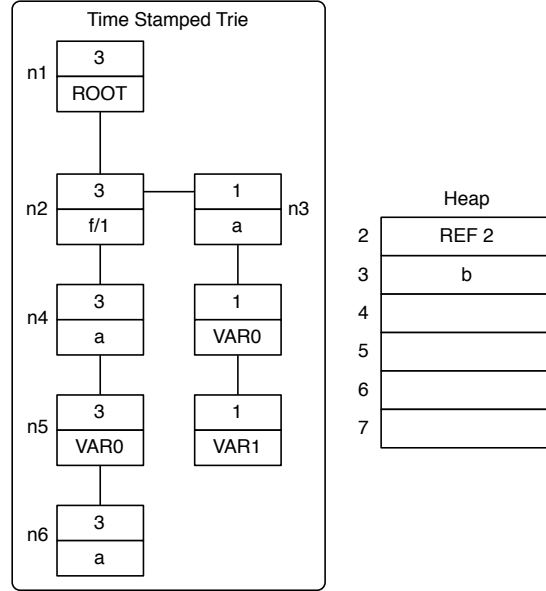 Time Stamped Trie
n1
3
ROOT
n2
3
f/1
1
a
n3
n4
3
a
1
VAR0
n5
3
VAR0
1
VAR1
n6
3
a
Heap
2 REF 2
3 b
4
5
6
7